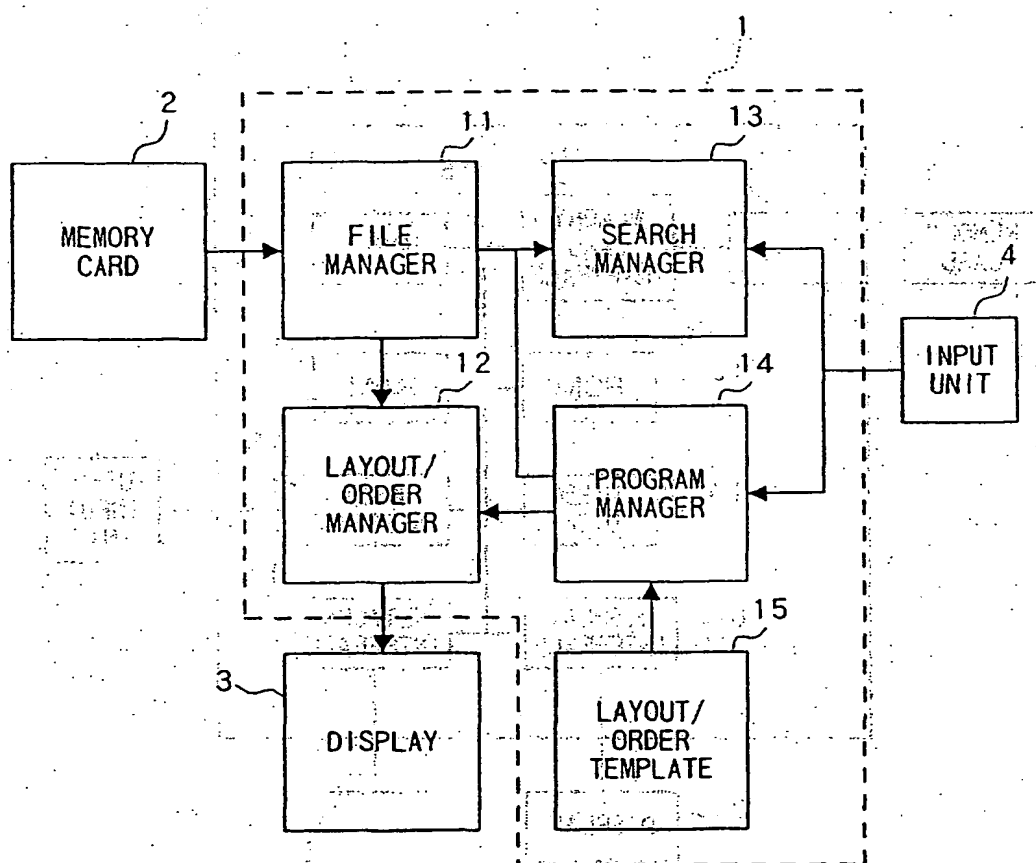 1
2
11
13
MEMORY
CARD
FILE
MANAGER
SEARCH
MANAGER
4
INPUT
UNIT
12
14
LAYOUT/
ORDER
MANAGER
PROGRAM
MANAGER
15
3
DISPLAY
LAYOUT/
ORDER
TEMPLATE